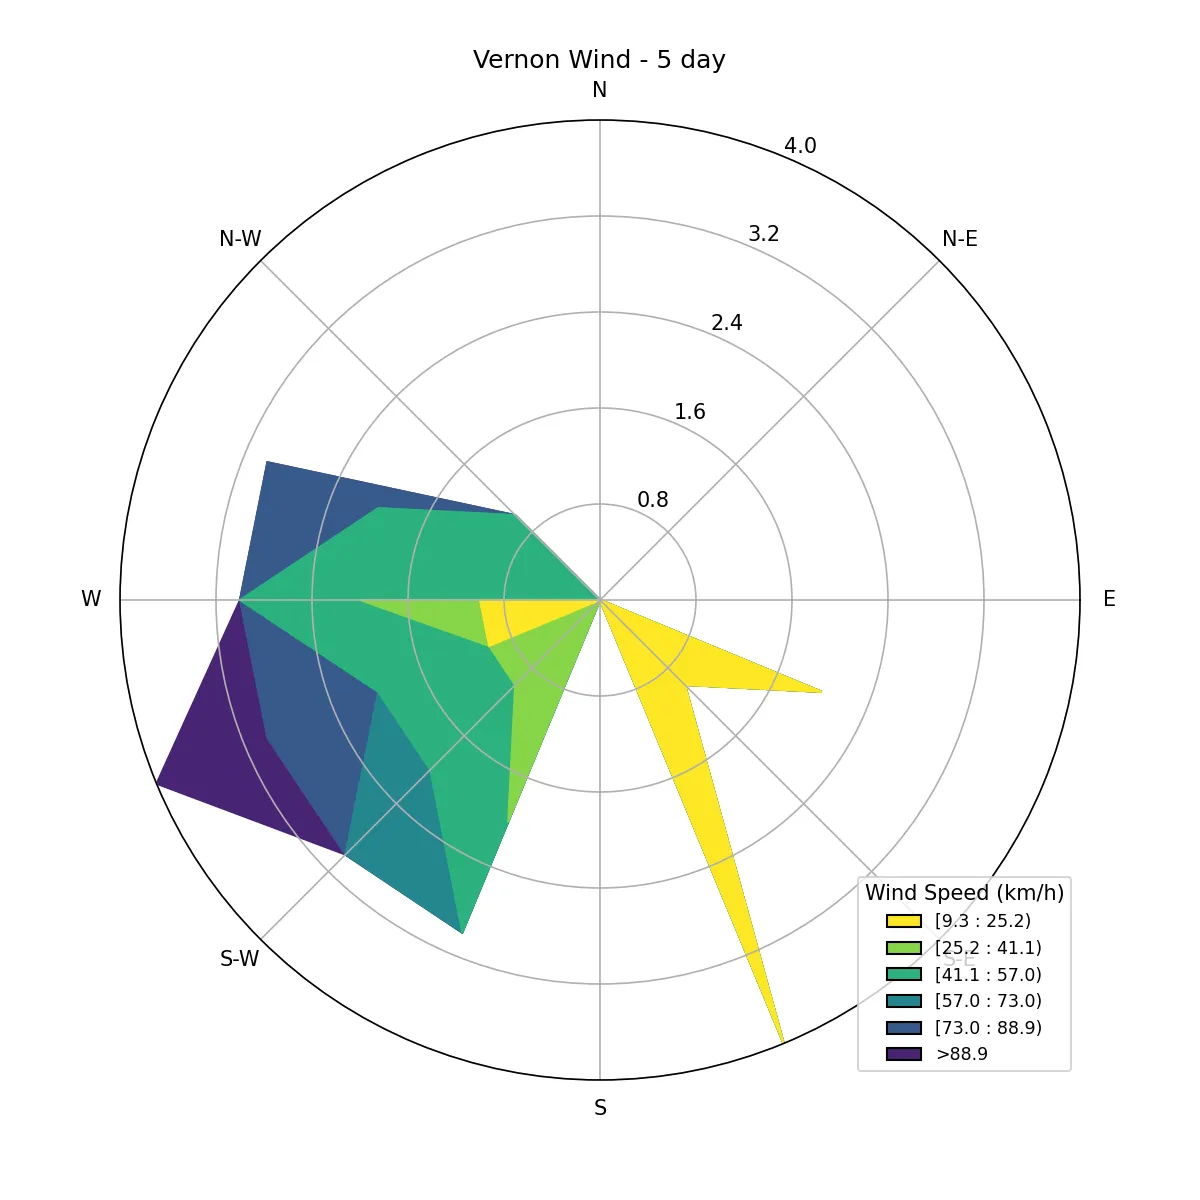 Vernon Wind - 5 day
N
4.0
N-W
3.2
N-E
2.4
1.6
0.8
W
E
Wind Speed (km/h)
[9.3 : 25.2)
[25.2 : 41.1)
S-W
S-E
[41.1 : 57.0)
[57.0 : 73.0)
[73.0 : 88.9)
>88.9
S